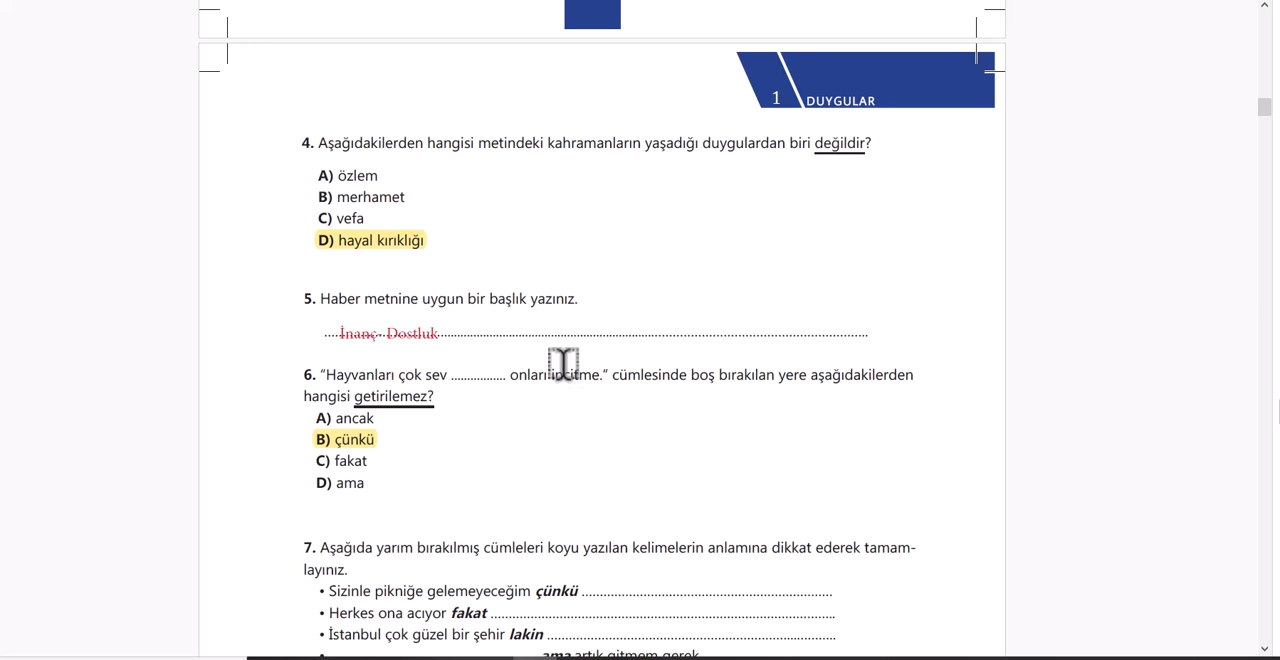 1 DUYGULAR
4. Aşağıdakilerden hangisi metindeki kahramanların yaşadığı duygulardan biri değildir?
A) özlem
B) merhamet
C) vefa
D) hayal kırıklığı
5. Haber metnine uygun bir başlık yazınız.
....İnanç- Dostluk..........................................................................................................
6. “Hayvanları çok sev ............... onları incitme.” cümlesinde boş bırakılan yere aşağıdakilerden
hangisi getirilemez?
A) ancak
B) çünkü
C) fakat
D) ama
7. Aşağıda yarım bırakılmış cümleleri koyu yazılan kelimelerin anlamına dikkat ederek tamam-
layınız.
• Sizinle pikniğe gelemeyeceğim çünkü .....................................................................
• Herkes ona acıyor fakat ...............................................................................................
• İstanbul çok güzel bir şehir lakin ................................................................................
• ................................................ ama artık gitmem gerek.